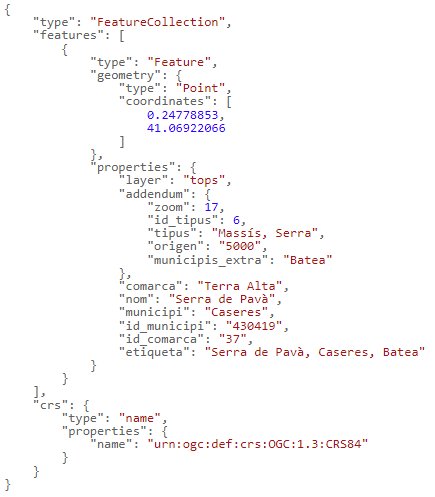 {
    "type": "FeatureCollection",
    "features": [
        {
            "type": "Feature",
            "geometry": {
                "type": "Point",
                "coordinates": [
                    0.24778853,
                    41.06922066
                ]
            },
            "properties": {
                "layer": "tops",
                "addendum": {
                    "zoom": 17,
                    "id_tipus": 6,
                    "tipus": "Massís, Serra",
                    "origen": "5000",
                    "municipis_extra": "Batea"
                },
                "comarca": "Terra Alta",
                "nom": "Serra de Pavà",
                "municipi": "Caseres",
                "id_municipi": "430419",
                "id_comarca": "37",
                "etiqueta": "Serra de Pavà, Caseres, Batea"
            }
        }
    ],
    "crs": {
        "type": "name",
        "properties": {
            "name": "urn:ogc:def:crs:OGC:1.3:CRS84"
        }
    }
}